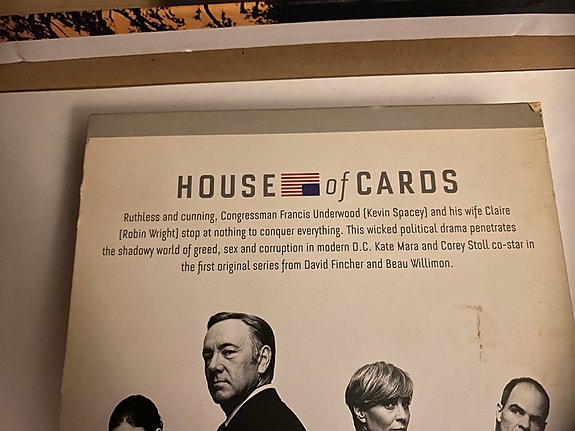 HOUSE of CARDS
Ruthless and cunning, Congressman Francis Underwood (Kevin Spacey) and his wife Claire
(Robin Wright) stop at nothing to conquer everything. This wicked political drama penetrates
the shadowy world of greed, sex and corruption in modern D.C. Kate Mara and Corey Stoll co-star in
the first original series from David Fincher and Beau Willimon.